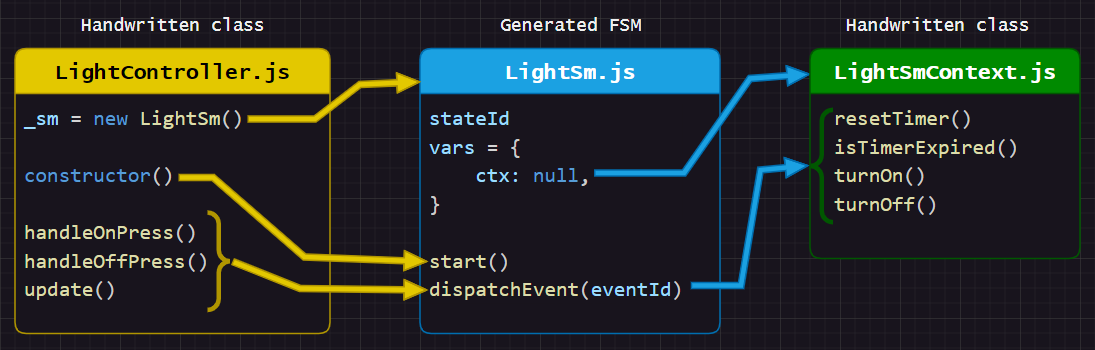 Handwritten class
LightController.js
_sm = new LightSm()
constructor()
handleOnPress()
handleOffPress()
update()
Generated FSM
LightSm.js
stateId
vars = {
ctx: null,
}
start()
dispatchEvent(eventId)
Handwritten class
LightSmContext.js
resetTimer()
isTimerExpired()
turnOn()
turnOff()